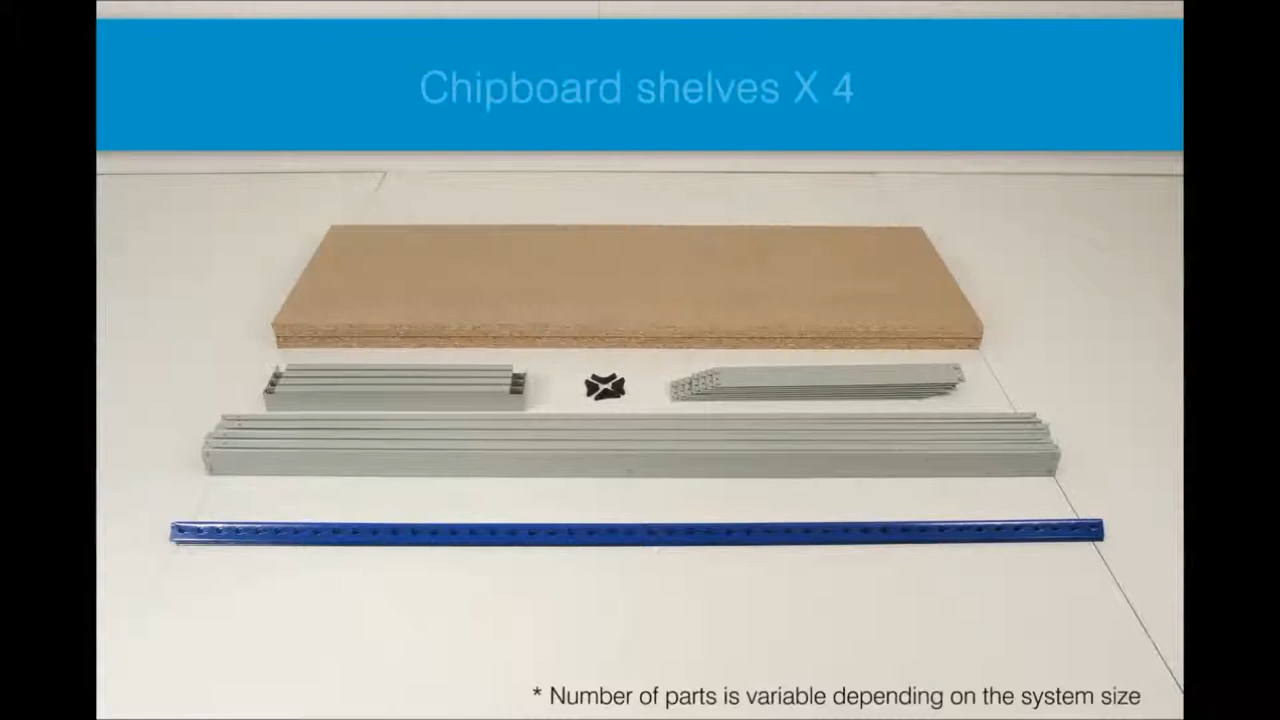 Chipboard shelves X 4
* Number of parts is variable depending on the system size